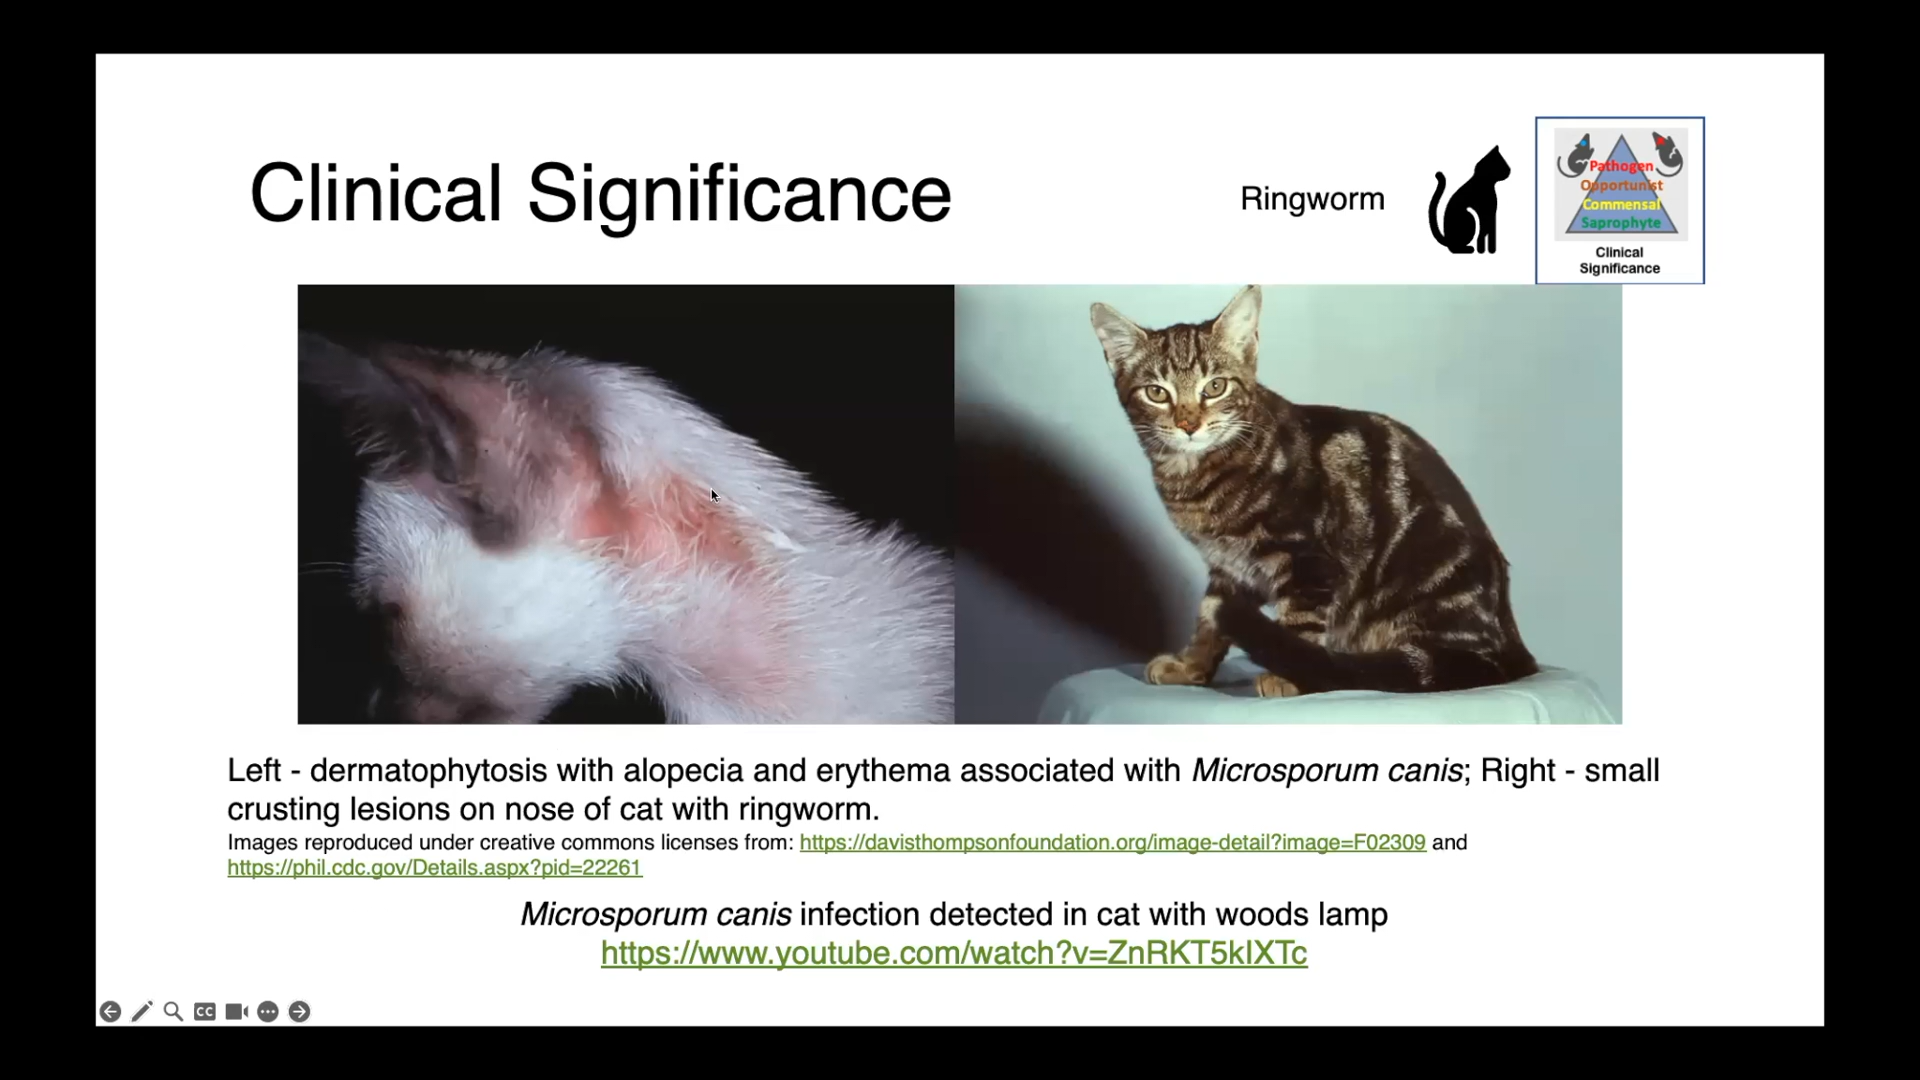 Clinical Significance
Ringworm
Pathogen
Opportunist
Commensal
Saprophyte
Clinical
Significance
Left - dermatophytosis with alopecia and erythema associated with Microsporum canis; Right - small
crusting lesions on nose of cat with ringworm.
Images reproduced under creative commons licenses from: https://davisthompsonfoundation.org/image-detail?image=F02309 and
https://phil.cdc.gov/Details.aspx?pid=22261
Microsporum canis infection detected in cat with woods lamp
https://www.youtube.com/watch?v=ZnRKT5kIXTc
CC